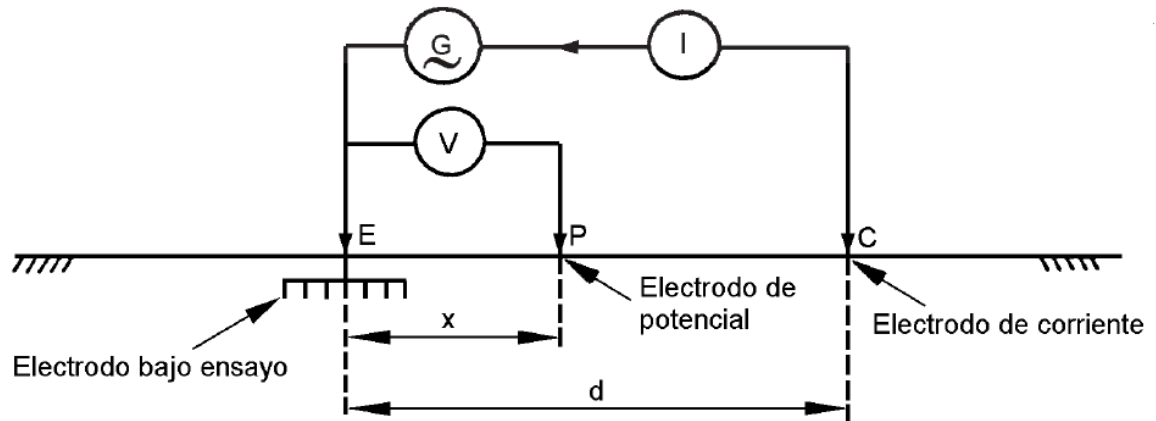 G
I
V
E
P
C
Electrodo de
potencial
Electrodo de corriente
x
Electrodo bajo ensayo
d